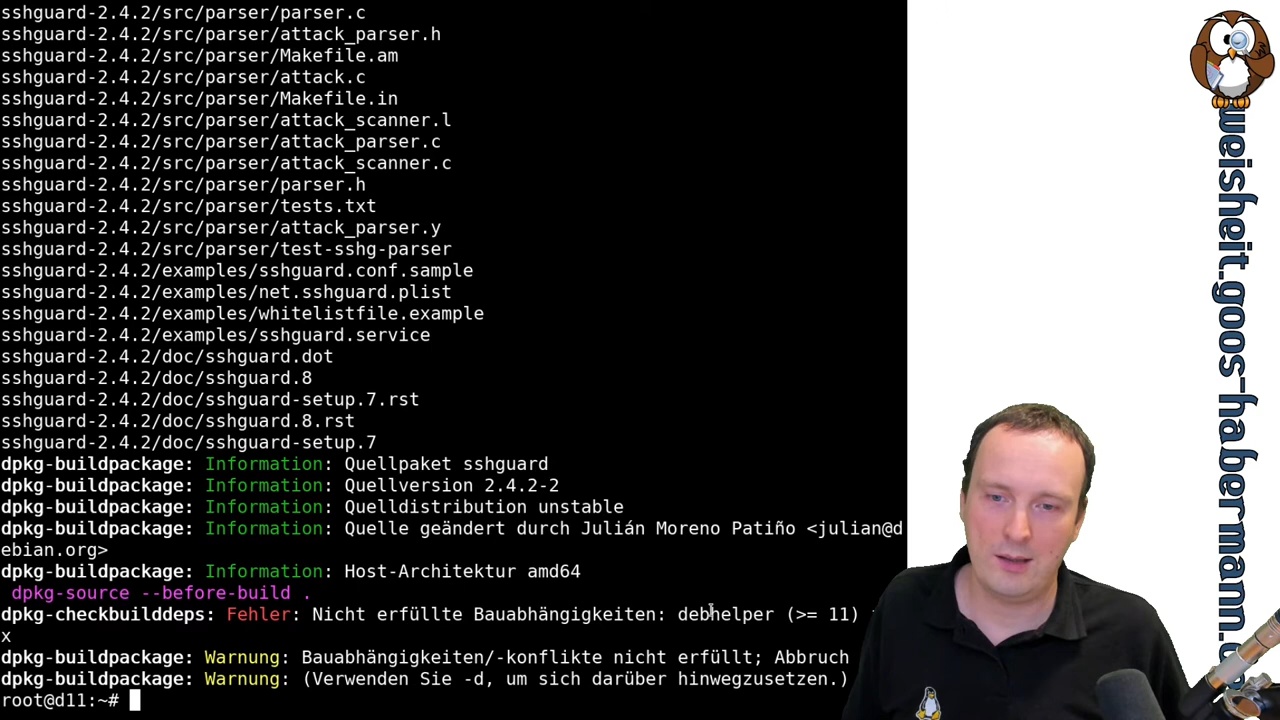 sshguard-2.4.2/src/parser/parser.c
sshguard-2.4.2/src/parser/attack_parser.h
sshguard-2.4.2/src/parser/Makefile.am
sshguard-2.4.2/src/parser/attack.c
sshguard-2.4.2/src/parser/Makefile.in
sshguard-2.4.2/src/parser/attack_scanner.l
sshguard-2.4.2/src/parser/attack_parser.c
sshguard-2.4.2/src/parser/attack_scanner.c
sshguard-2.4.2/src/parser/parser.h
sshguard-2.4.2/src/parser/tests.txt
sshguard-2.4.2/src/parser/attack_parser.y
sshguard-2.4.2/src/parser/test-sshg-parser
sshguard-2.4.2/examples/sshguard.conf.sample
sshguard-2.4.2/examples/net.sshguard.plist
sshguard-2.4.2/examples/whitelistfile.example
sshguard-2.4.2/examples/sshguard.service
sshguard-2.4.2/doc/sshguard.dot
sshguard-2.4.2/doc/sshguard.8
sshguard-2.4.2/doc/sshguard-setup.7.rst
sshguard-2.4.2/doc/sshguard.8.rst
sshguard-2.4.2/doc/sshguard-setup.7
dpkg-buildpackage: Information: Quellpaket sshguard
dpkg-buildpackage: Information: Quellversion 2.4.2-2
dpkg-buildpackage: Information: Quelldistribution unstable
dpkg-buildpackage: Information: Quelle geändert durch Julián Moreno Patiño <julian@d
ebian.org>
dpkg-buildpackage: Information: Host-Architektur amd64
dpkg-source --before-build .
dpkg-checkbuilddeps: Fehler: Nicht erfüllte Bauabhängigkeiten: debhelper (>= 11)
x
dpkg-buildpackage: Warnung: Bauabhängigkeiten/-konflikte nicht erfüllt; Abbruch
dpkg-buildpackage: Warnung: (Verwenden Sie -d, um sich darüber hinwegzusetzen.)
root@d11:~#
weisheit.goos-habermann.de